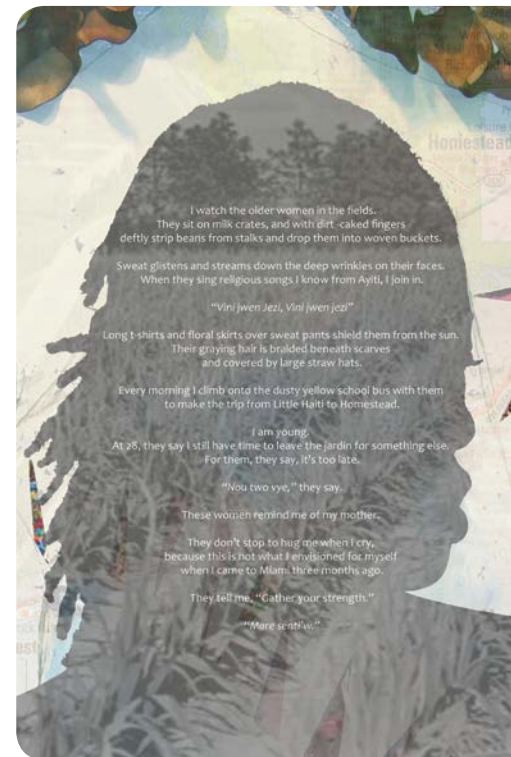 Homestead
I watch the older women in the fields.
They sit on milk crates, and with dirt -caked fingers
deftly strip beans from stalks and drop them into woven buckets.
Sweat glistens and streams down the deep wrinkles on their faces.
When they sing religious songs I know from Ayiti, I join in.
“Vini jwen Jezi, Vini jwen jezi”
Long t-shirts and floral skirts over sweat pants shield them from the sun.
Their graying hair is braided beneath scarves
and covered by large straw hats.
Every morning I climb onto the dusty yellow school bus with them
to make the trip from Little Haiti to Homestead.
I am young.
At 28, they say I still have time to leave the jardin for something else.
For them, they say, it's too late.
“Nou two vye,” they say.
These women remind me of my mother.
They don't stop to hug me when I cry,
because this is not what I envisioned for myself
when I came to Miami three months ago.
They tell me, “Gather your strength.”
“Mare senti'w.”